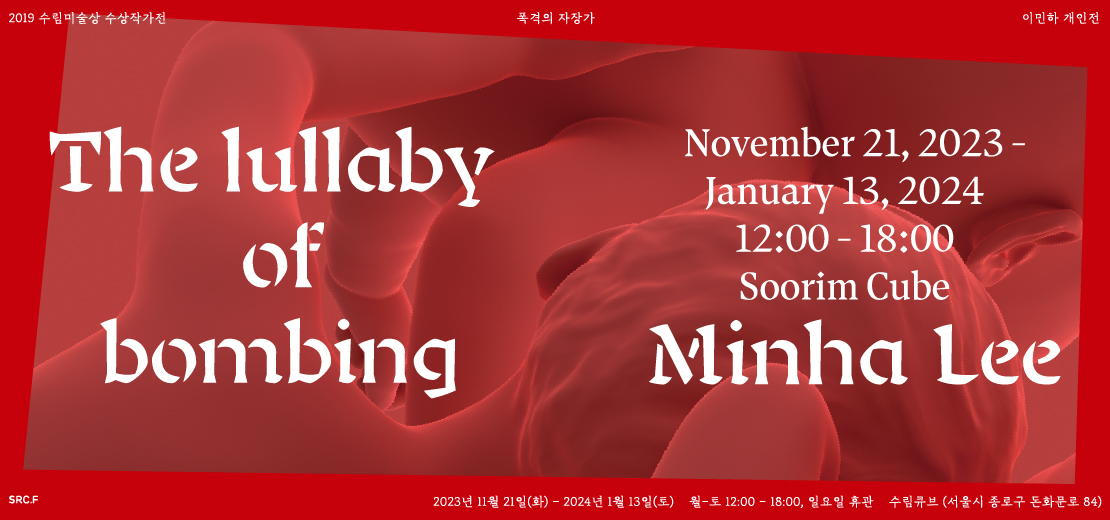 2019 수림미술상 수상작가전
폭격의 자장가
이민하 개인전
The lullaby
of
bombing
November 21, 2023 –
January 13, 2024
12:00 – 18:00
Soorim Cube
Minha Lee
SRC.F
2023년 11월 21일(화) – 2024년 1월 13일(토) 월–토 12:00 – 18:00, 일요일 휴관 수림큐브 (서울시 종로구 돈화문로 84)